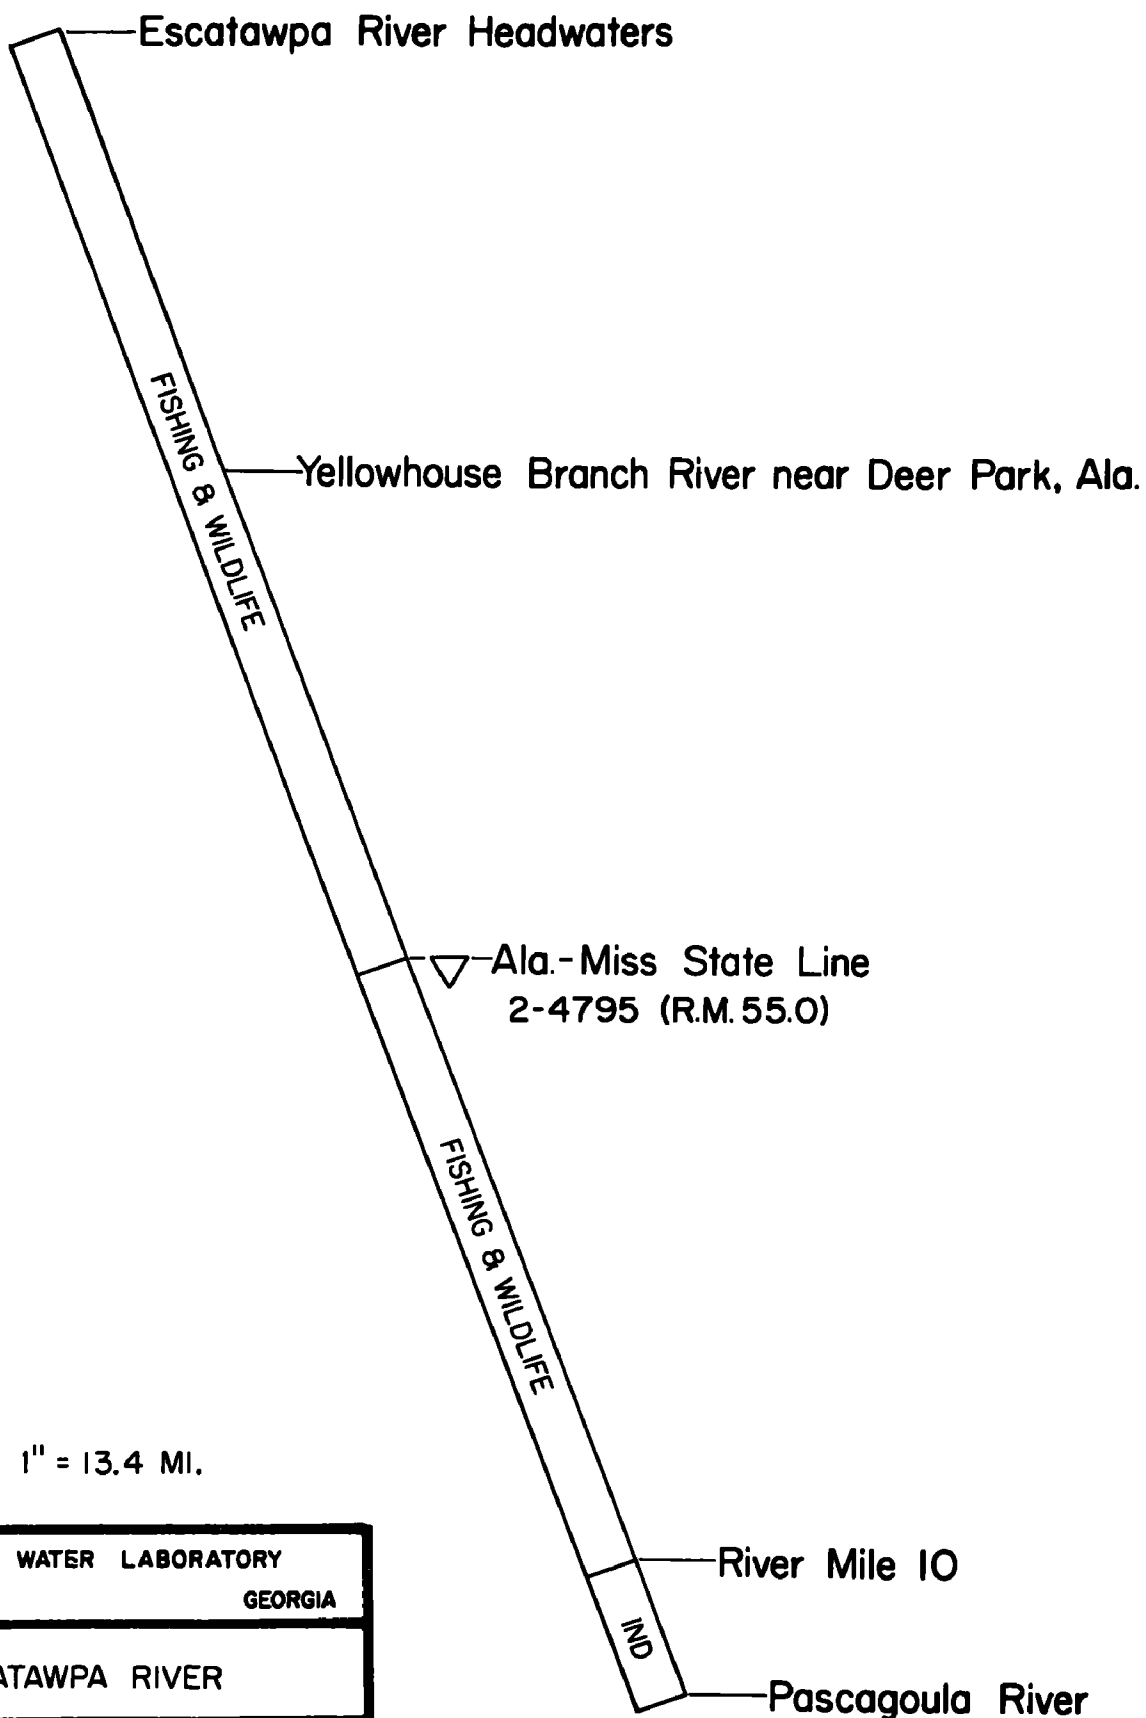 Escatawpa River Headwaters
FISHING & WILDLIFE
Yellowhouse Branch River near Deer Park, Ala.
Ala.-Miss State Line
2-4795 (R.M. 55.0)
FISHING & WILDLIFE
1" = 13.4 MI.
River Mile 10
IND
Pascagoula River
WATER LABORATORY
GEORGIA
ATAWPA RIVER